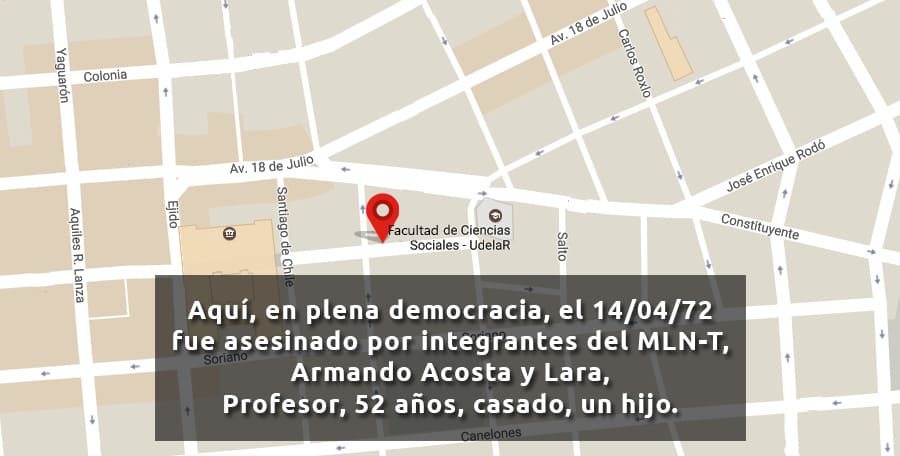 Av. 18 de Julio
Carlos Roxlo
Yaguarón
Colonia
José Enrique Rodó
Av. 18 de Julio
Aquiles R. Lanza
Ejido
Santiago de Chile
Facultad de Ciencias
Sociales - UdelaR
Salto
Constituyente
Aquí, en plena democracia, el 14/04/72
fue asesinado por integrantes del MLN-T,
Soriano
Soriano
Armando Acosta y Lara,
Profesor, 52 años, casado, un hijo.
Canelones